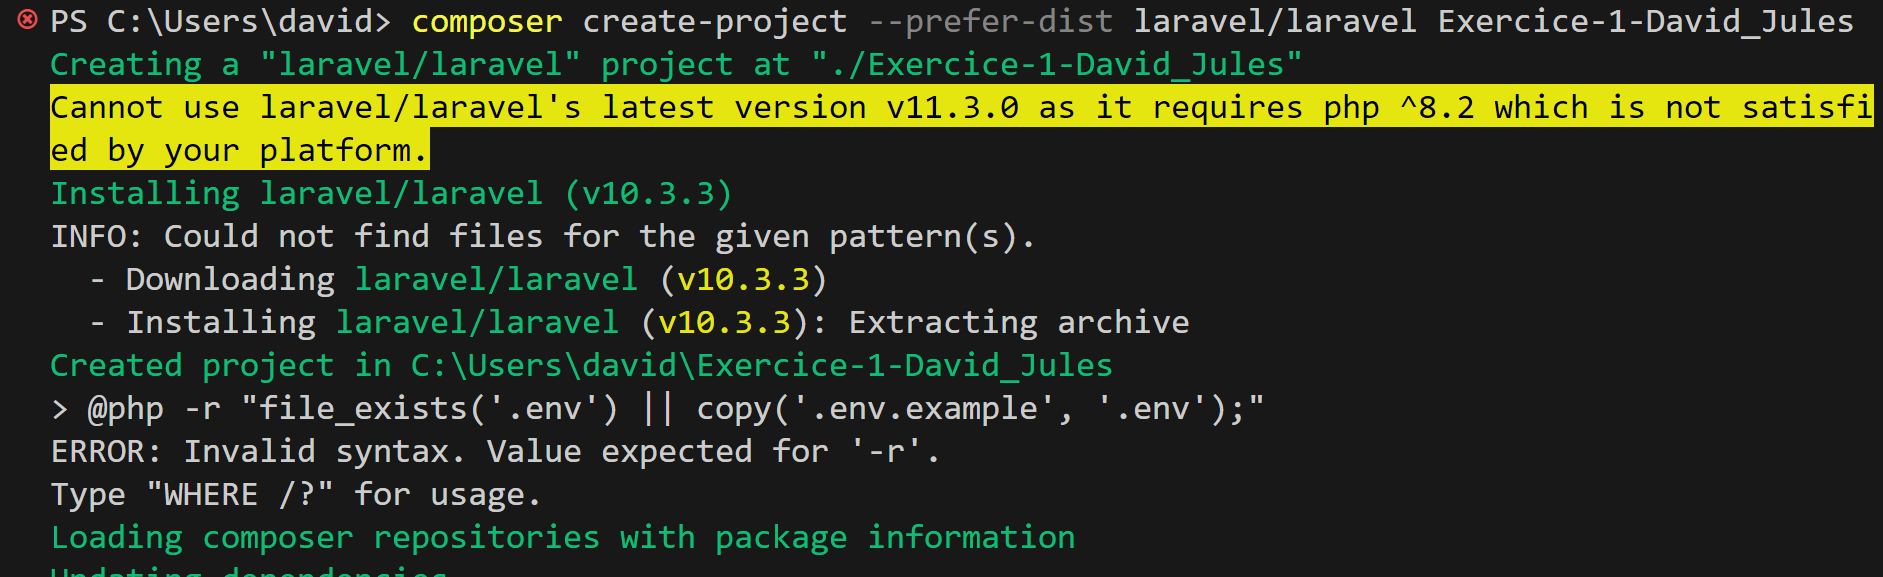 PS C:\Users\david> composer create-project --prefer-dist laravel/laravel Exercice-1-David_Jules
Creating a "laravel/laravel" project at "./Exercice-1-David_Jules"
Cannot use laravel/laravel's latest version v11.3.0 as it requires php ^8.2 which is not satisfi
ed by your platform.
Installing laravel/laravel (v10.3.3)
INFO: Could not find files for the given pattern(s).
  - Downloading laravel/laravel (v10.3.3)
  - Installing laravel/laravel (v10.3.3): Extracting archive
Created project in C:\Users\david\Exercice-1-David_Jules
> @php -r "file_exists('.env') || copy('.env.example', '.env');"
ERROR: Invalid syntax. Value expected for '-r'.
Type "WHERE /?" for usage.
Loading composer repositories with package information
Updating dependencies